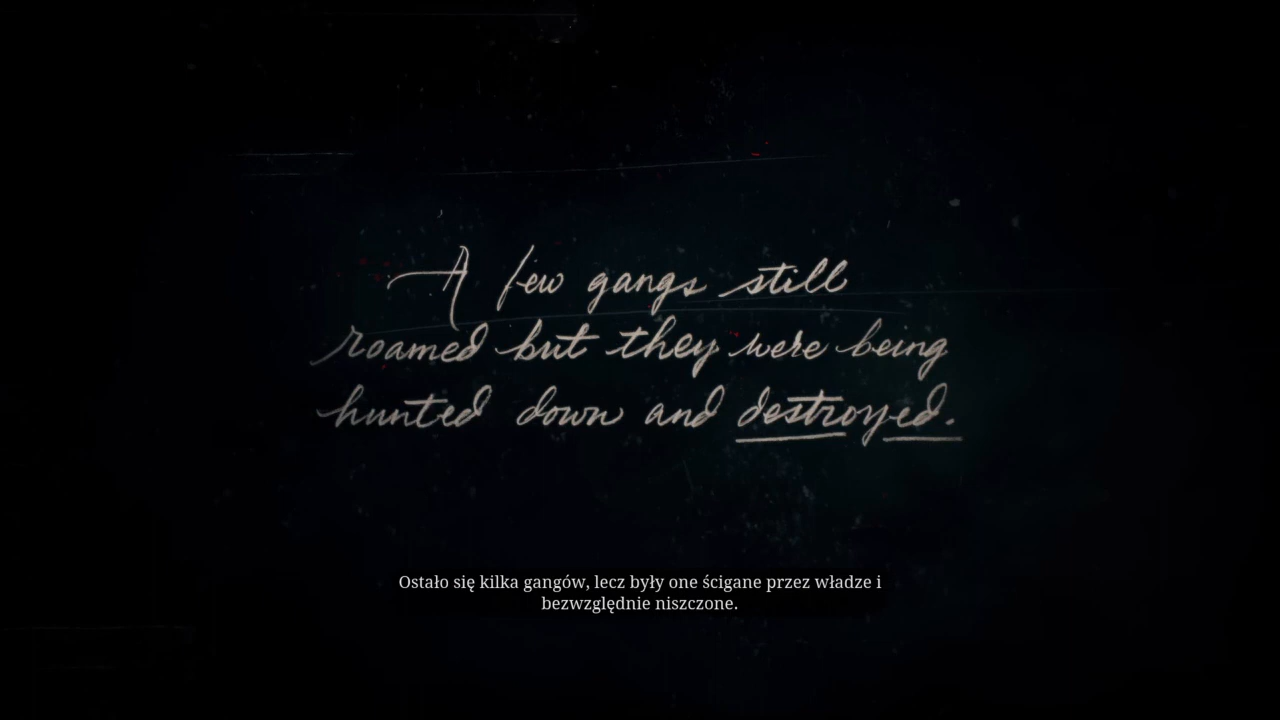 A few gangs still
roamed but they were being
hunted down and destroyed.
Ostało się kilka gangów, lecz były one ścigane przez władze i
bezwzględnie niszczone.